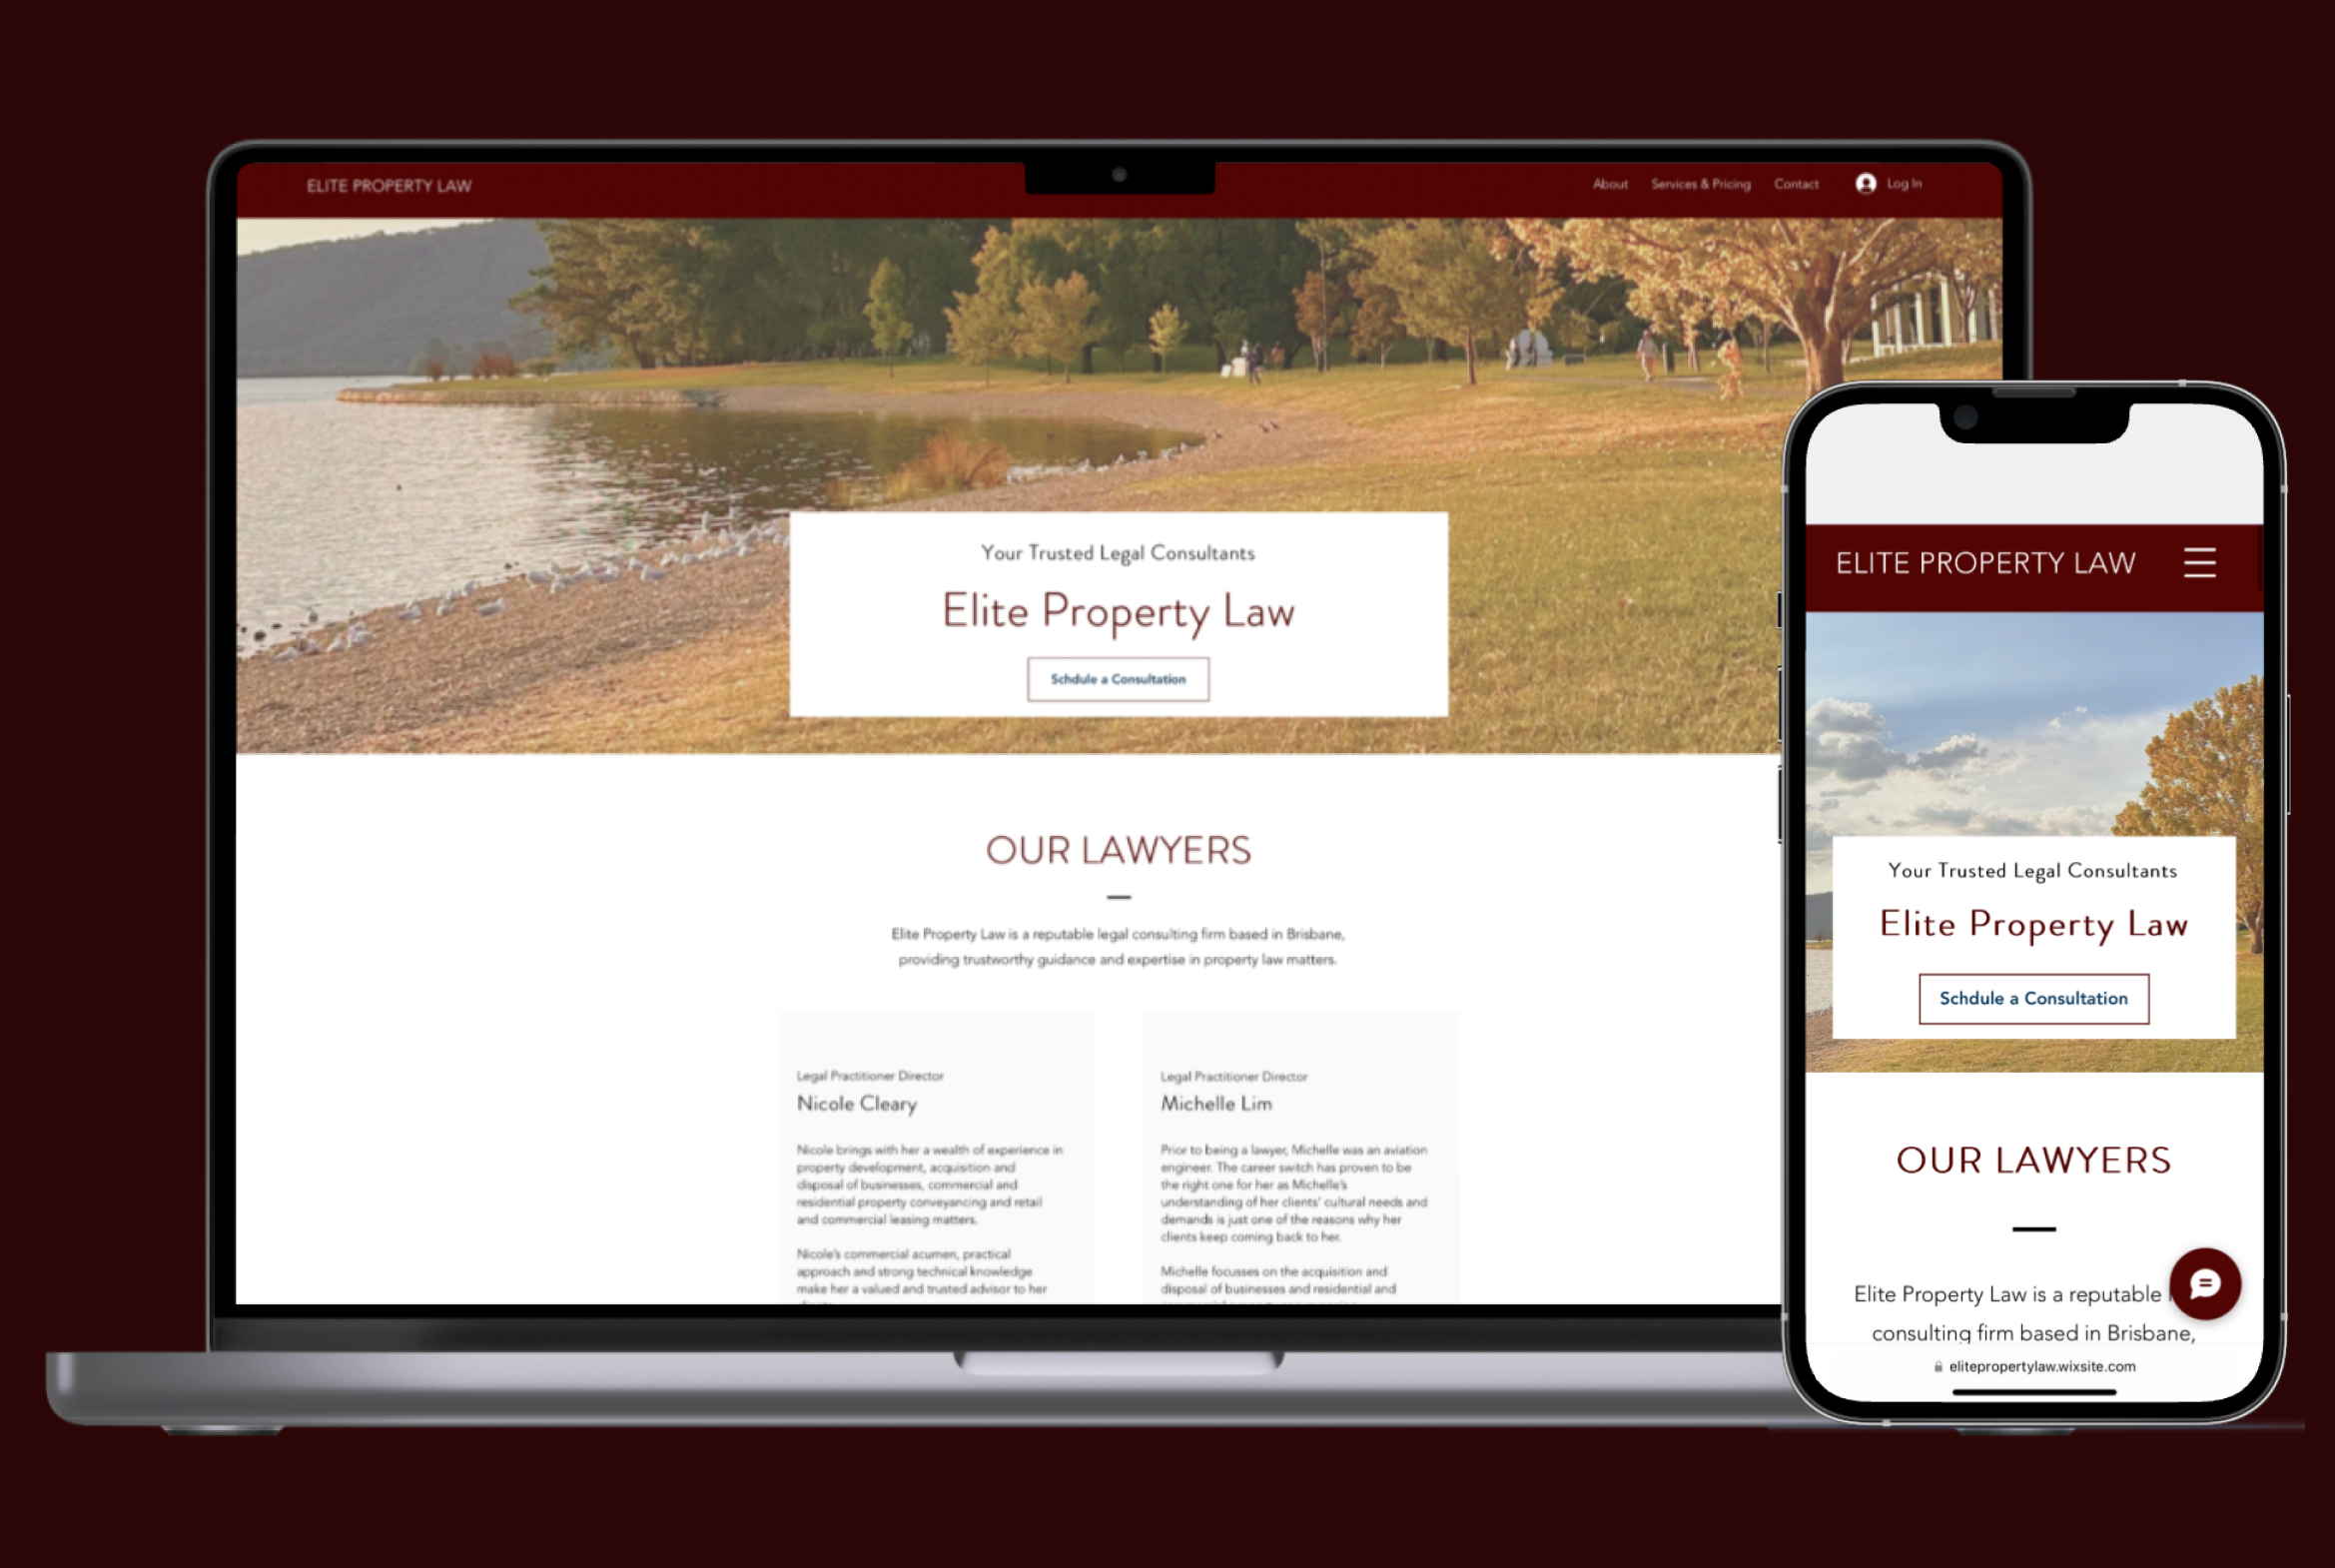 ELITE PROPERTY LAW
About Services & Pricing Contact Log In
Your Trusted Legal Consultants
Elite Property Law
Schdule a Consultation
OUR LAWYERS
Elite Property Law is a reputable legal consulting firm based in Brisbane,
providing trustworthy guidance and expertise in property law matters.
Legal Practitioner Director
Nicole Cleary
Nicole brings with her a wealth of experience in
property development, acquisition and
disposal of businesses, commercial and
residential property conveyancing and retail
and commercial leasing matters.
Nicole's commercial acumen, practical
approach and strong technical knowledge
make her a valued and trusted advisor to her
Legal Practitioner Director
Michelle Lim
Prior to being a lawyer, Michelle was an aviation
engineer. The career switch has proven to be
the right one for her as Michelle's
understanding of her clients' cultural needs and
demands is just one of the reasons why her
clients keep coming back to her.
Michelle focusses on the acquisition and
disposal of businesses and residential and
ELITE PROPERTY LAW
Your Trusted Legal Consultants
Elite Property Law
Schdule a Consultation
OUR LAWYERS
Elite Property Law is a reputable
consulting firm based in Brisbane,
elitepropertylaw.wixsite.com